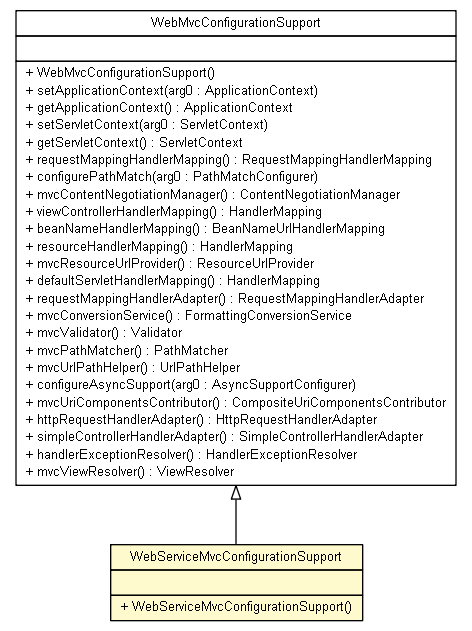 WebMvcConfigurationSupport
+ WebMvcConfigurationSupport()
+ setApplicationContext(arg0 : ApplicationContext)
+ getApplicationContext() : ApplicationContext
+ setServletContext(arg0 : ServletContext)
+ getServletContext() : ServletContext
+ requestMappingHandlerMapping() : RequestMappingHandlerMapping
+ configurePathMatch(arg0 : PathMatchConfigurer)
+ mvcContentNegotiationManager() : ContentNegotiationManager
+ viewControllerHandlerMapping() : HandlerMapping
+ beanNameHandlerMapping() : BeanNameUrlHandlerMapping
+ resourceHandlerMapping() : HandlerMapping
+ mvcResourceUrlProvider() : ResourceUrlProvider
+ defaultServletHandlerMapping() : HandlerMapping
+ requestMappingHandlerAdapter() : RequestMappingHandlerAdapter
+ mvcConversionService() : FormattingConversionService
+ mvcValidator() : Validator
+ mvcPathMatcher() : PathMatcher
+ mvcUrlPathHelper() : UrlPathHelper
+ configureAsyncSupport(arg0 : AsyncSupportConfigurer)
+ mvcUriComponentsContributor() : CompositeUriComponentsContributor
+ httpRequestHandlerAdapter() : HttpRequestHandlerAdapter
+ simpleControllerHandlerAdapter() : SimpleControllerHandlerAdapter
+ handlerExceptionResolver() : HandlerExceptionResolver
+ mvcViewResolver() : ViewResolver
WebServiceMvcConfigurationSupport
+ WebServiceMvcConfigurationSupport()